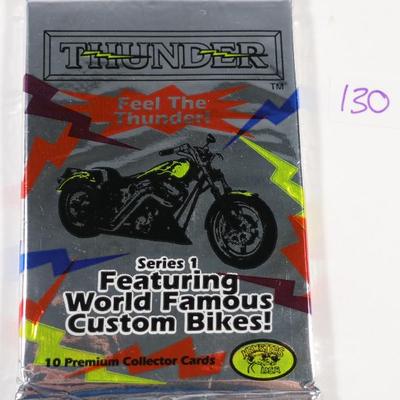 THUNDER
TM
Feel The
Thunder!
130
Series 1
Featuring
World Famous
Custom Bikes!
10 Premium Collector Cards
U.S.A.